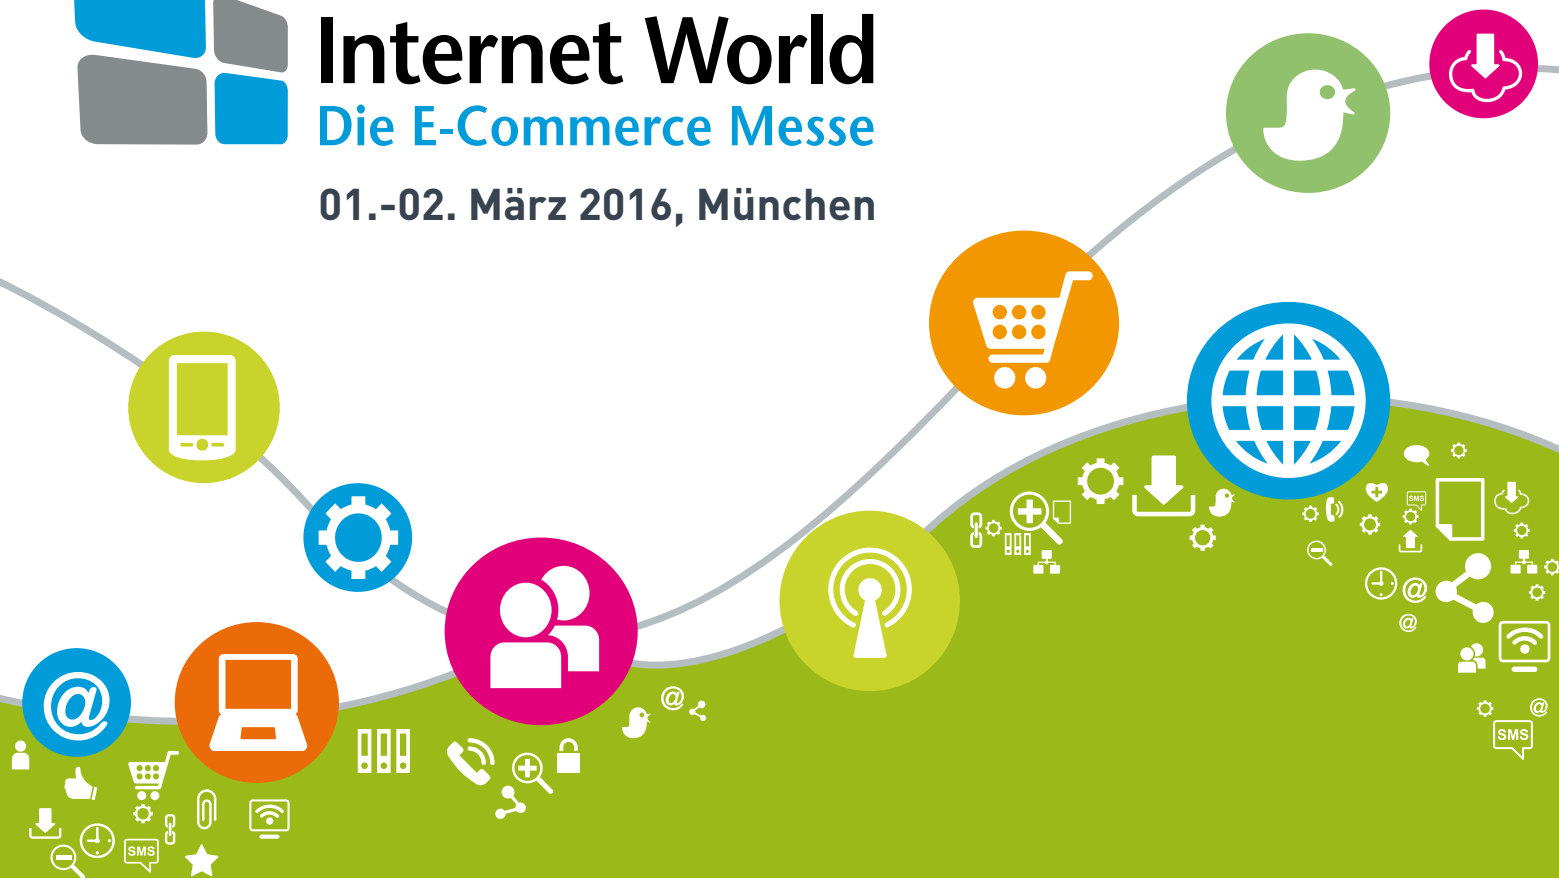 Internet World
Die E-Commerce Messe
01.-02. März 2016, München
@
@
SMS
@
@
SMS
@
@
SMS